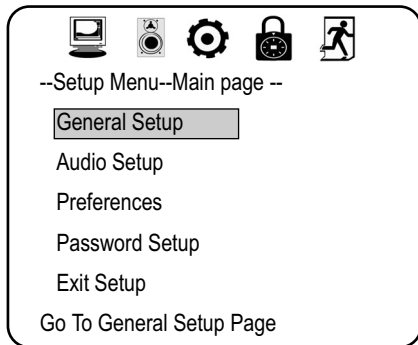 --Setup Menu--Main page --
General Setup
Audio Setup
Preferences
Password Setup
Exit Setup
Go To General Setup Page